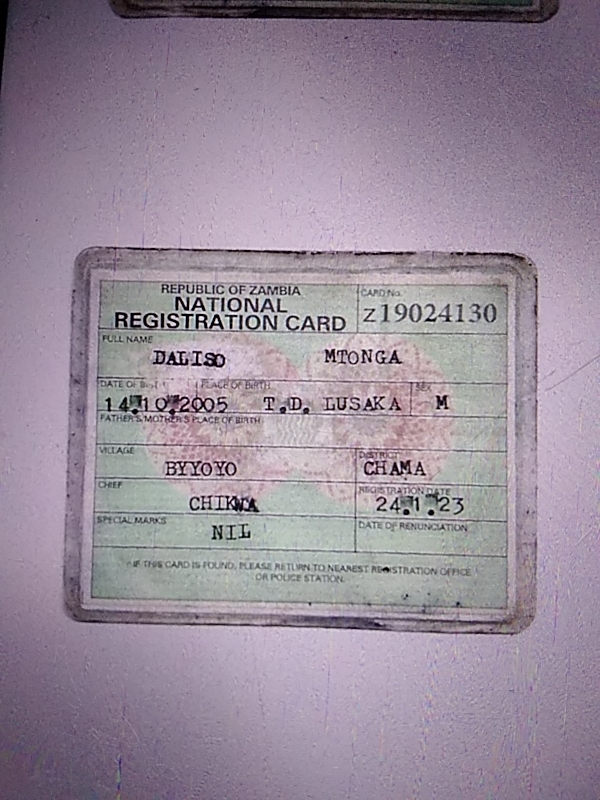 REPUBLIC OF ZAMBIA
NATIONAL
REGISTRATION CARD
CARD No.
Z19024130
FULL NAME
DALISO MTONGA
DATE OF PLACE OF BIRTH SEX
14.10.2005 T.D. LUSAKA M
FATHER'S/MOTHER'S PLACE OF BIRTH
VILLAGE DISTRICT
BYYOYO CHAMA
CHIEF REGISTRATION DATE
CHIKWA 24.1.23
SPECIAL MARKS DATE OF RENUNCIATION
NIL
IF THIS CARD IS FOUND, PLEASE RETURN TO NEAREST REGISTRATION OFFICE
OR POLICE STATION.